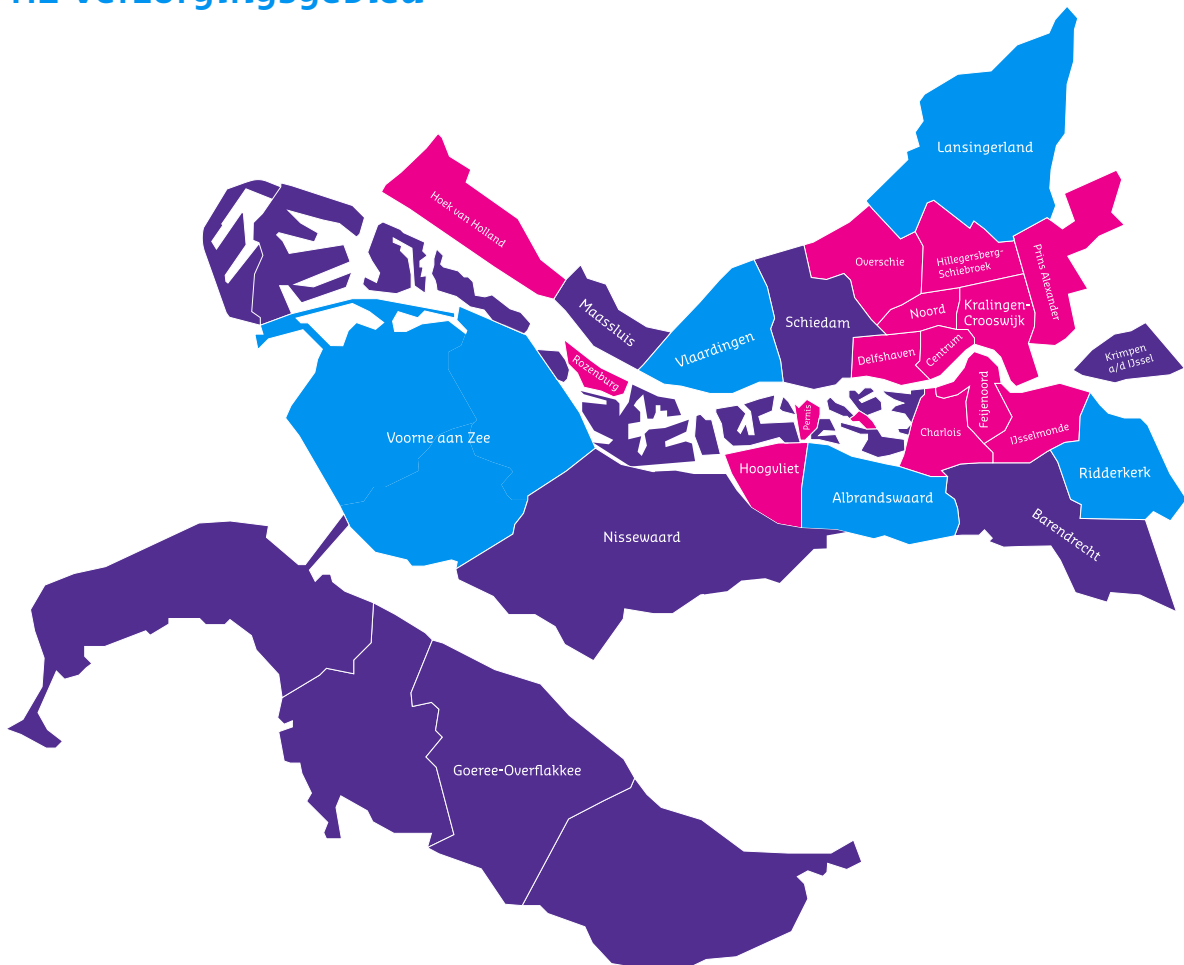 verzorgingsgebied
Lansingerland
Hoek van Holland
Overschie
Hillegersberg-
Schiebroek
Prins Alexander
Maassluis
Vlaardingen
Schiedam
Noord
Kralingen-
Crooswijk
Delfshaven
Centrum
Krimpen
a/d IJssel
Rozenburg
Pernis
Feijenoord
Charlois
IJsselmonde
Voorne aan Zee
Hoogvliet
Albrandswaard
Ridderkerk
Nissewaard
Barendrecht
Goeree-Overflakkee